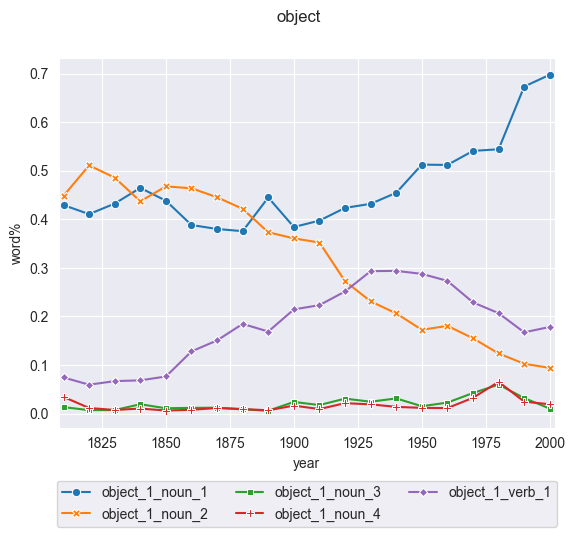 object
0.7
0.6
0.5
0.4
0.3
0.2
0.1
0.0
word%
1825 1850 1875 1900 1925 1950 1975 2000
year
object_1_noun_1 object_1_noun_3 object_1_verb_1
object_1_noun_2 object_1_noun_4